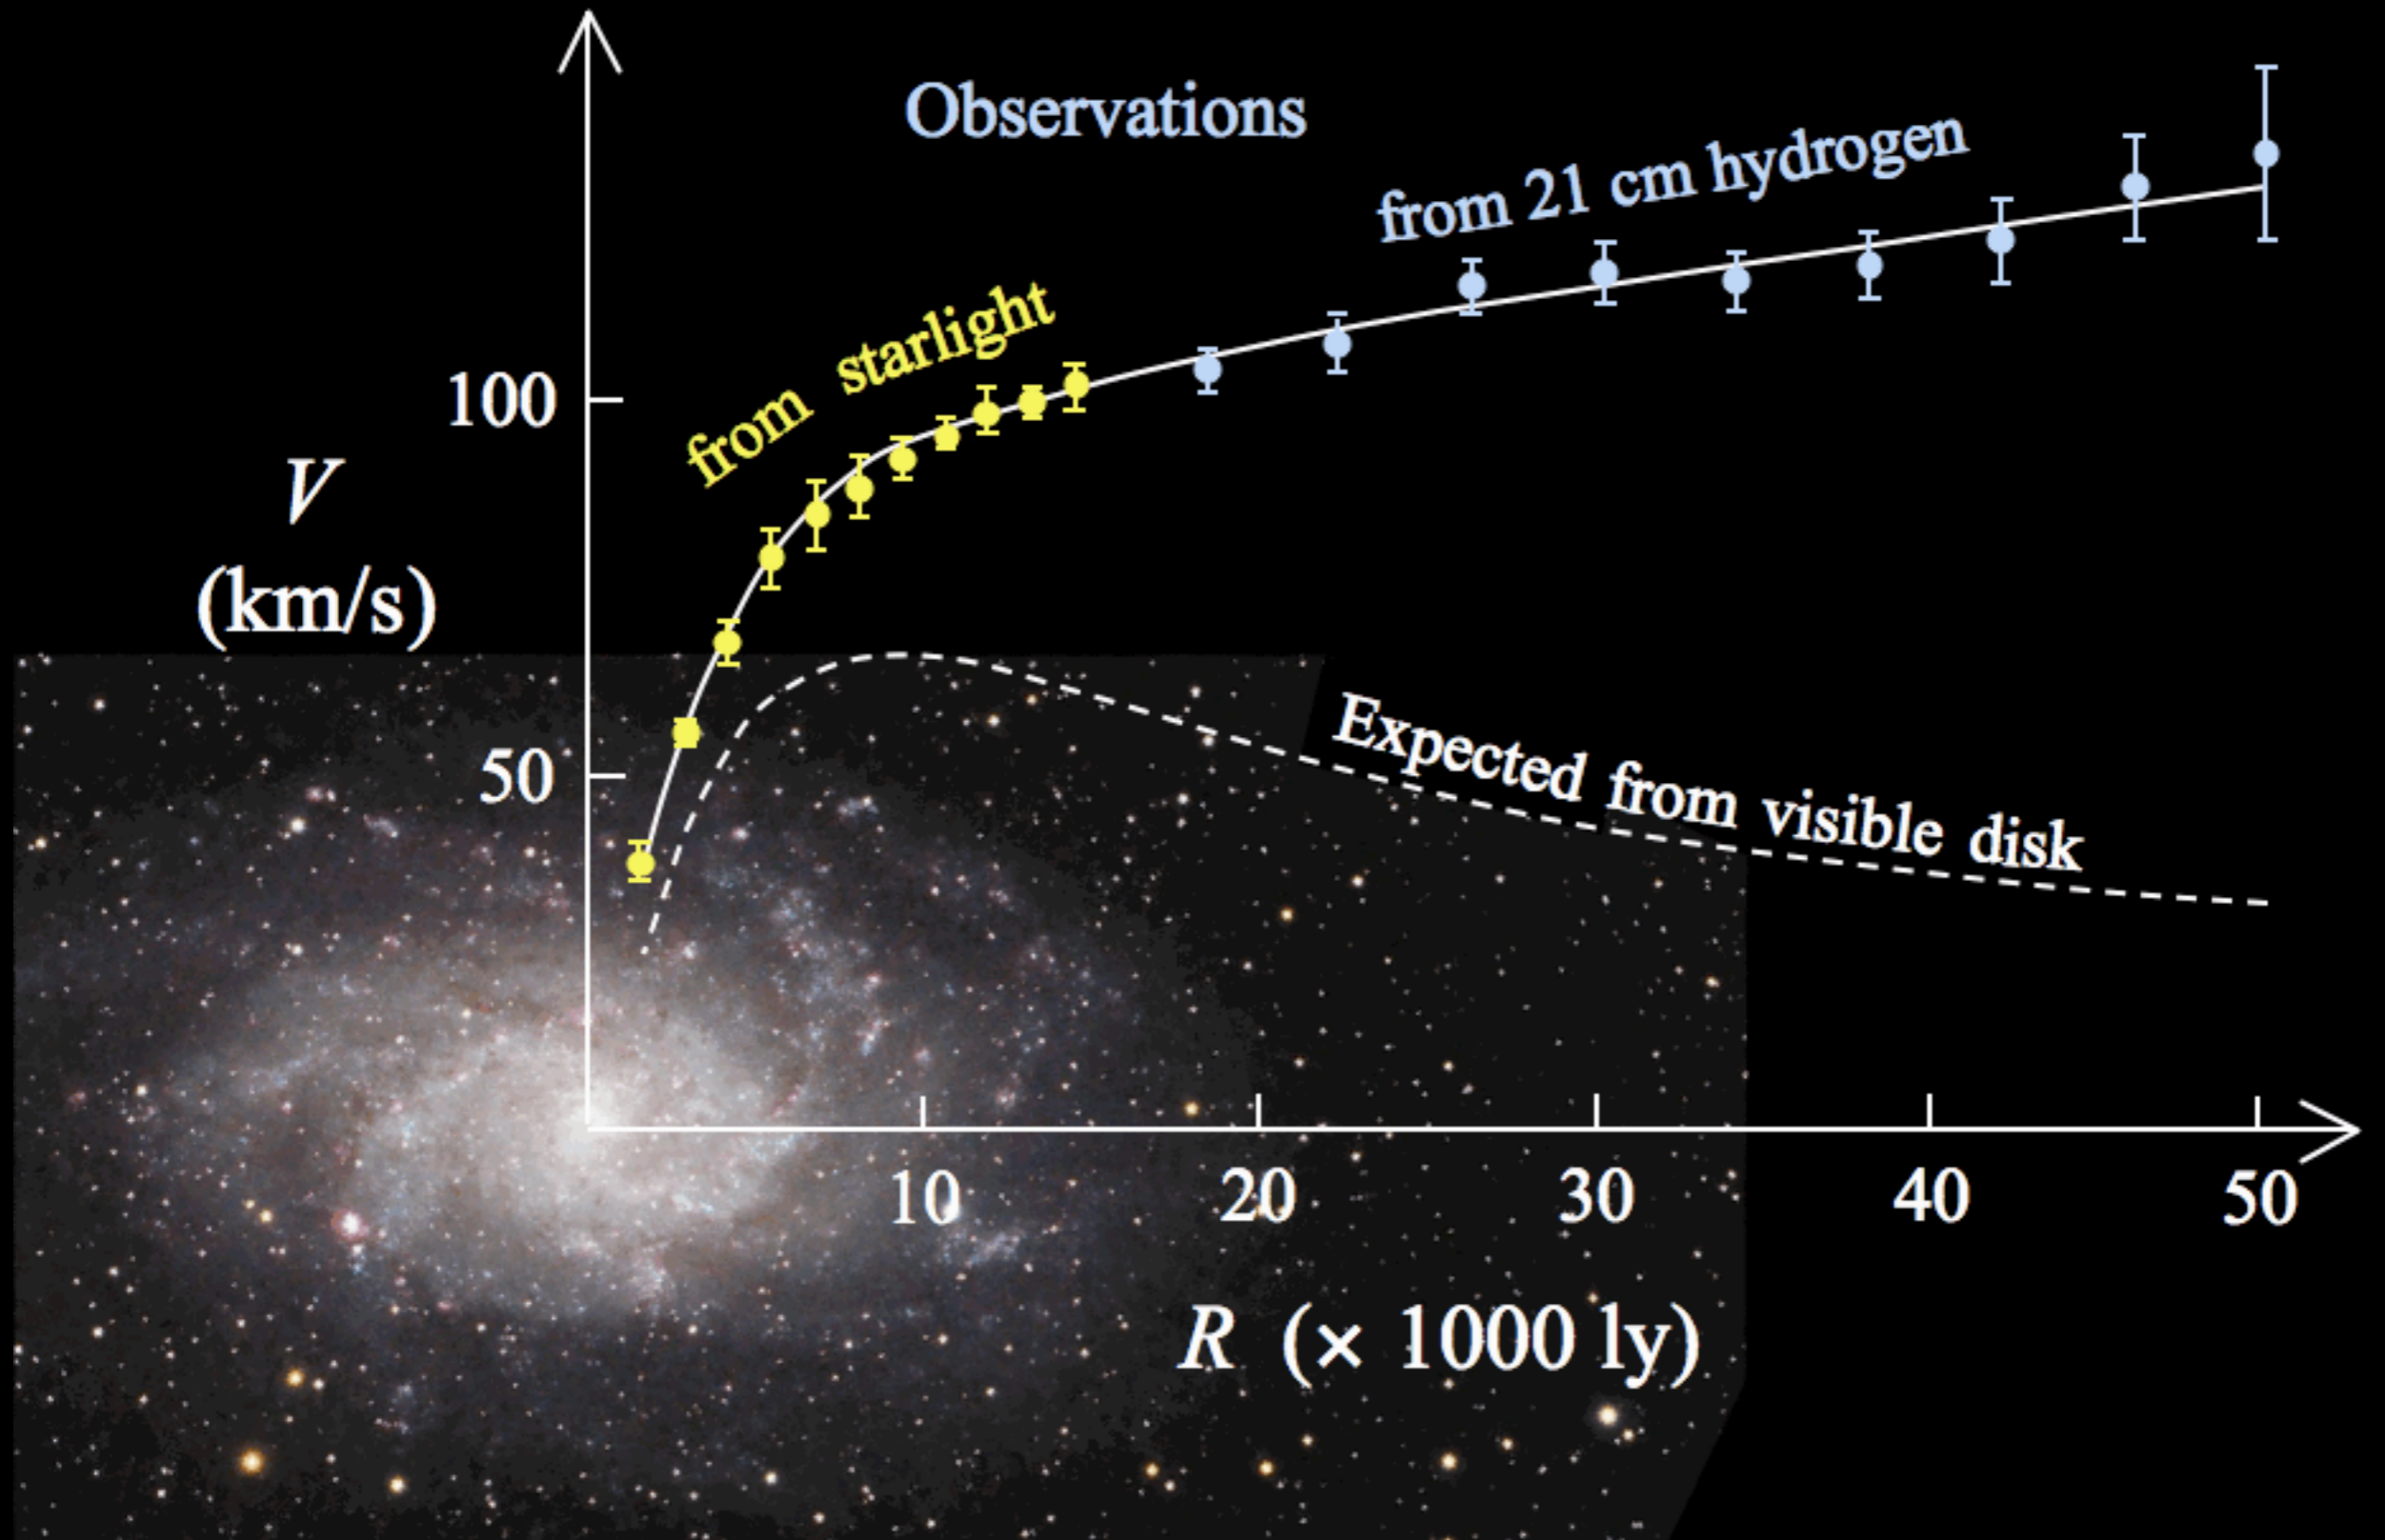 Observations
from 21 cm hydrogen
from starlight
100
V
(km/s)
50
Expected from visible disk
10 20 30 40 50
R (× 1000 ly)